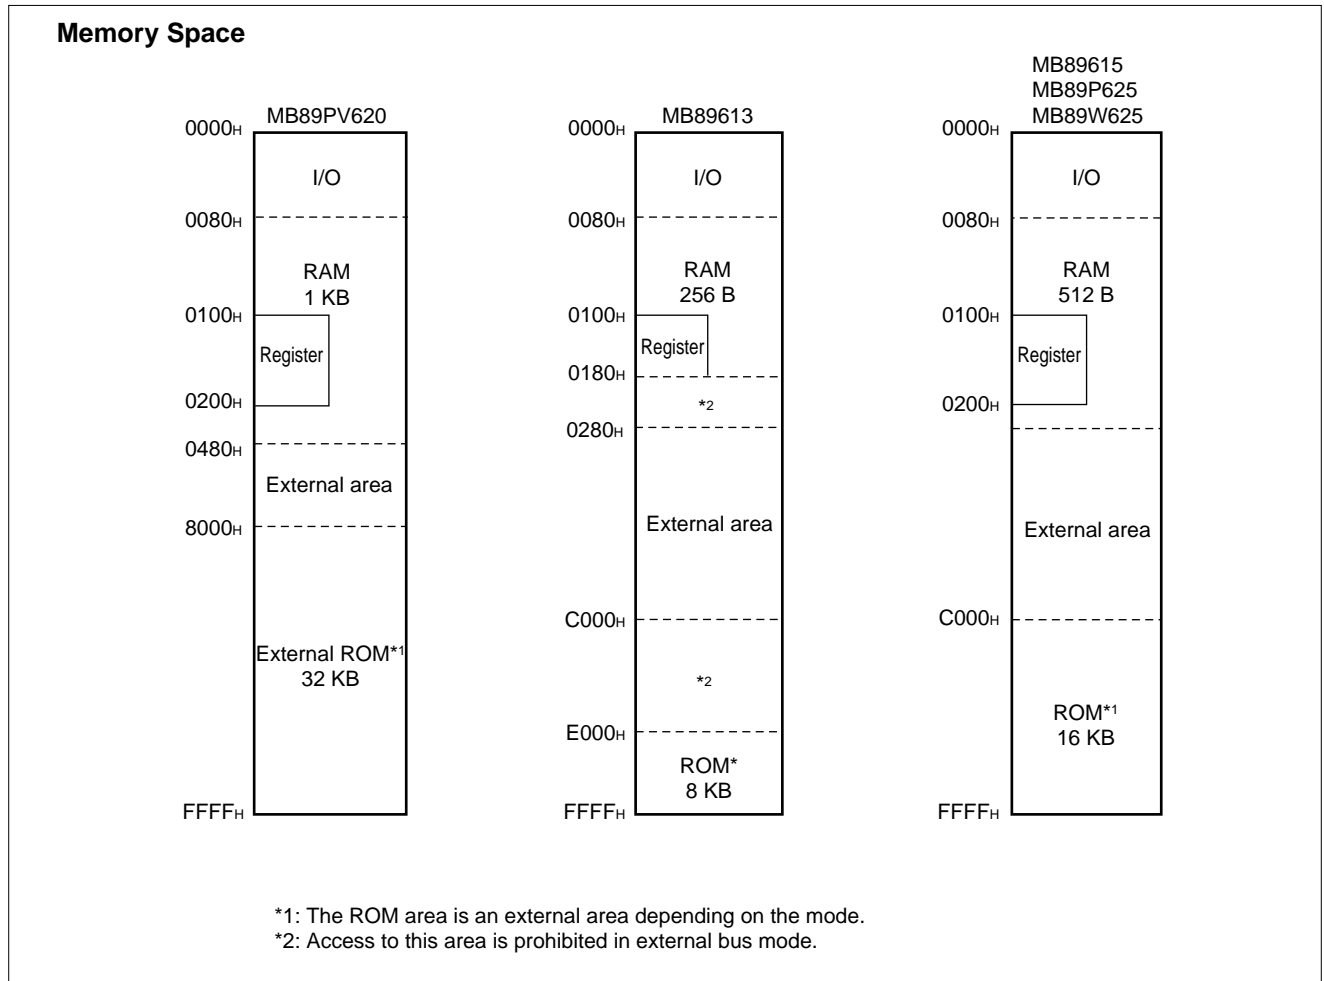 Memory Space
MB89PV620
0000H
I/O
0080H
RAM
1 KB
0100H
Register
0200H
0480H
External area
8000H
External ROM*1
32 KB
FFFFH
MB89613
0000H
I/O
0080H
RAM
256 B
0100H
Register
0180H
*2
0280H
External area
C000H
*2
E000H
ROM*
8 KB
FFFFH
MB89615
MB89P625
MB89W625
0000H
I/O
0080H
RAM
512 B
0100H
Register
0200H
External area
C000H
ROM*1
16 KB
FFFFH
*1: The ROM area is an external area depending on the mode.
*2: Access to this area is prohibited in external bus mode.